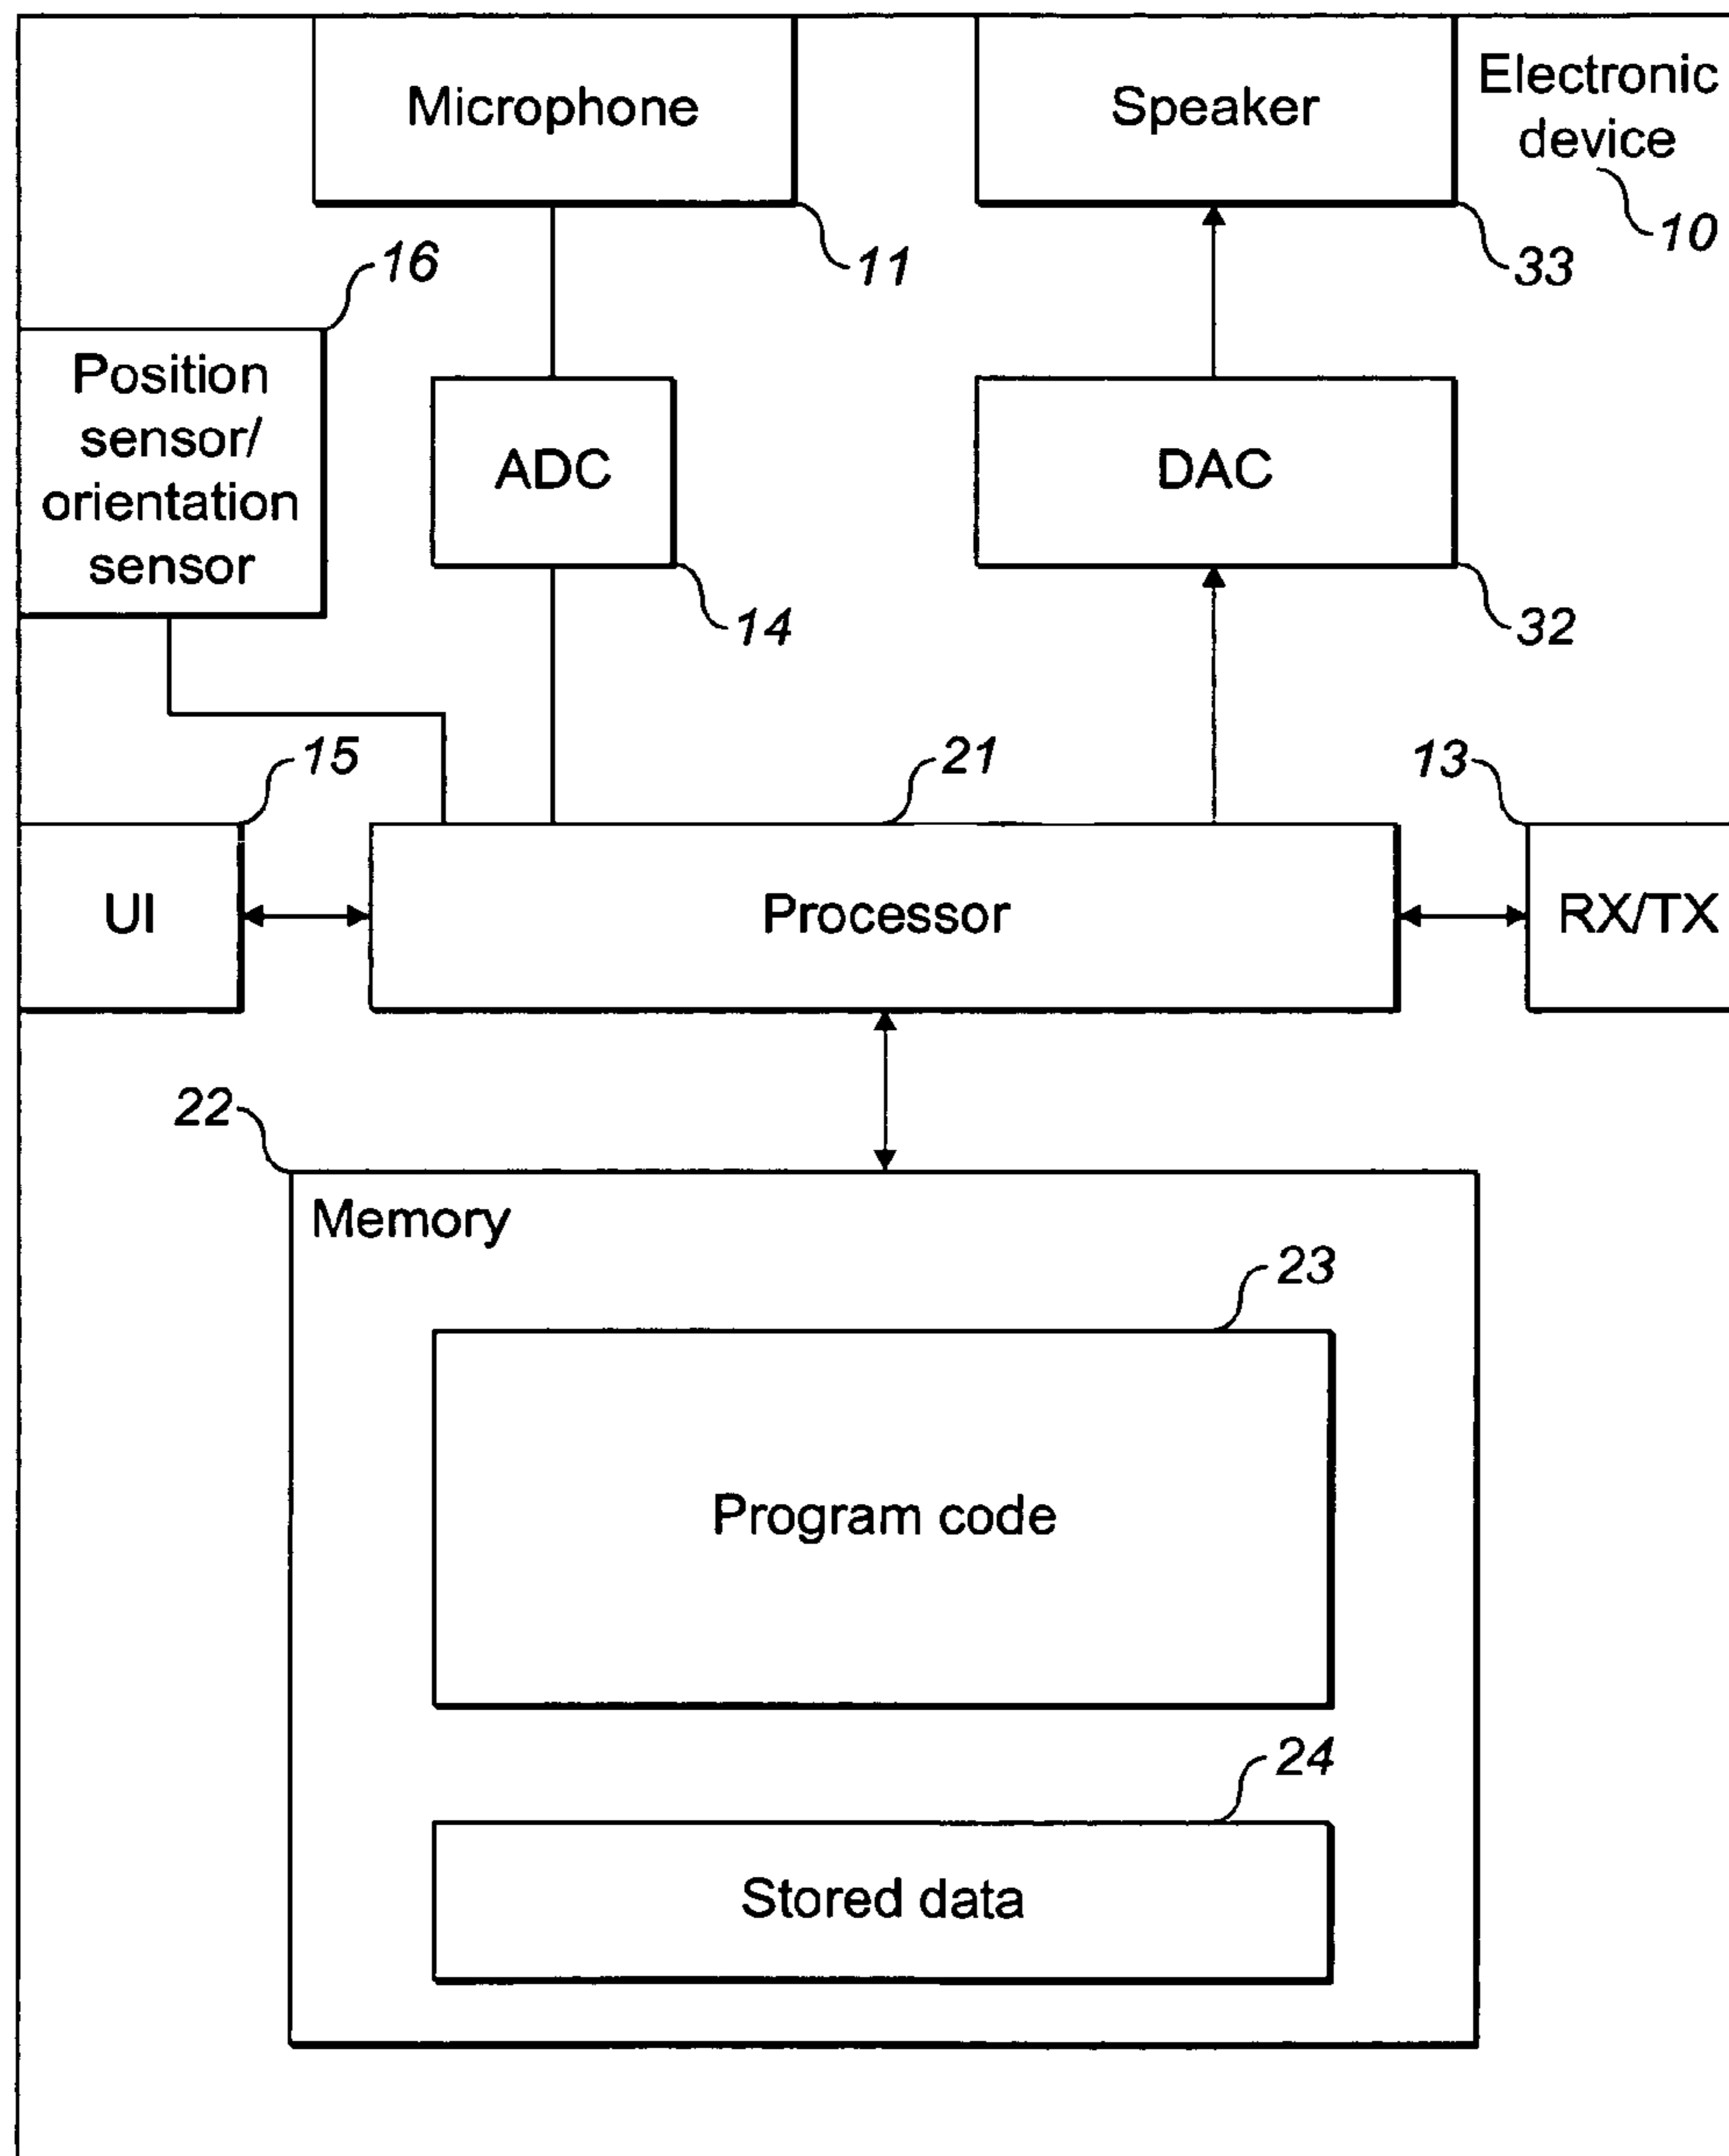 Microphone
Speaker
Electronic
device
10
11
33
16
Position
sensor/
orientation
sensor
ADC
DAC
14
32
15
21
13
UI
Processor
RX/TX
22
Memory
23
Program code
24
Stored data